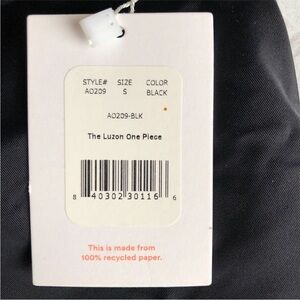 STYLE# SIZE COLOR
AO209 S BLACK
AO209-BLK
The Luzon One Piece
8 40302 30116 6
This is made from
100% recycled paper.